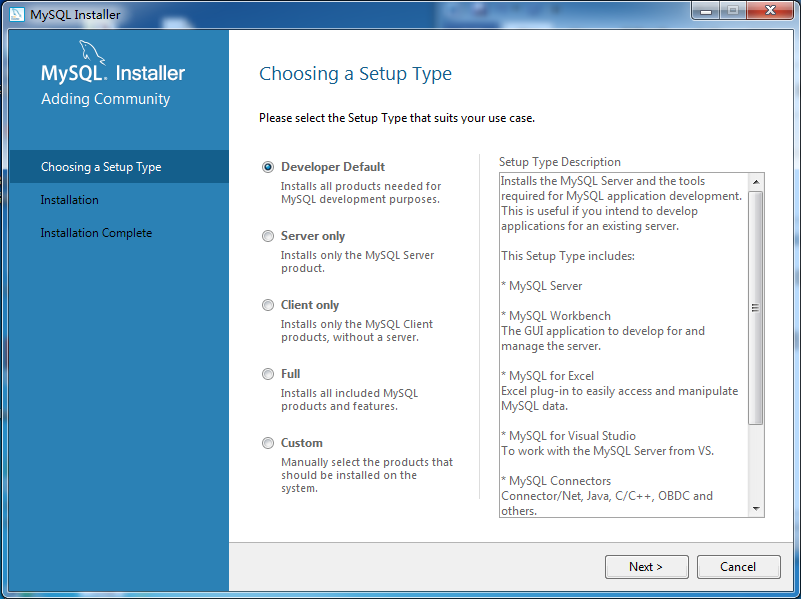 MySQL Installer
MySQL. Installer
Adding Community
Choosing a Setup Type
Installation
Installation Complete
Choosing a Setup Type
Please select the Setup Type that suits your use case.
Developer Default
Installs all products needed for
MySQL development purposes.
Server only
Installs only the MySQL Server
product.
Client only
Installs only the MySQL Client
products, without a server.
Full
Installs all included MySQL
products and features.
Custom
Manually select the products that
should be installed on the
system.
Setup Type Description
Installs the MySQL Server and the tools
required for MySQL application development.
This is useful if you intend to develop
applications for an existing server.
This Setup Type includes:
* MySQL Server
* MySQL Workbench
The GUI application to develop for and
manage the server.
* MySQL for Excel
Excel plug-in to easily access and manipulate
MySQL data.
* MySQL for Visual Studio
To work with the MySQL Server from VS.
* MySQL Connectors
Connector/Net, Java, C/C++, OBDC and
others.
Next >
Cancel